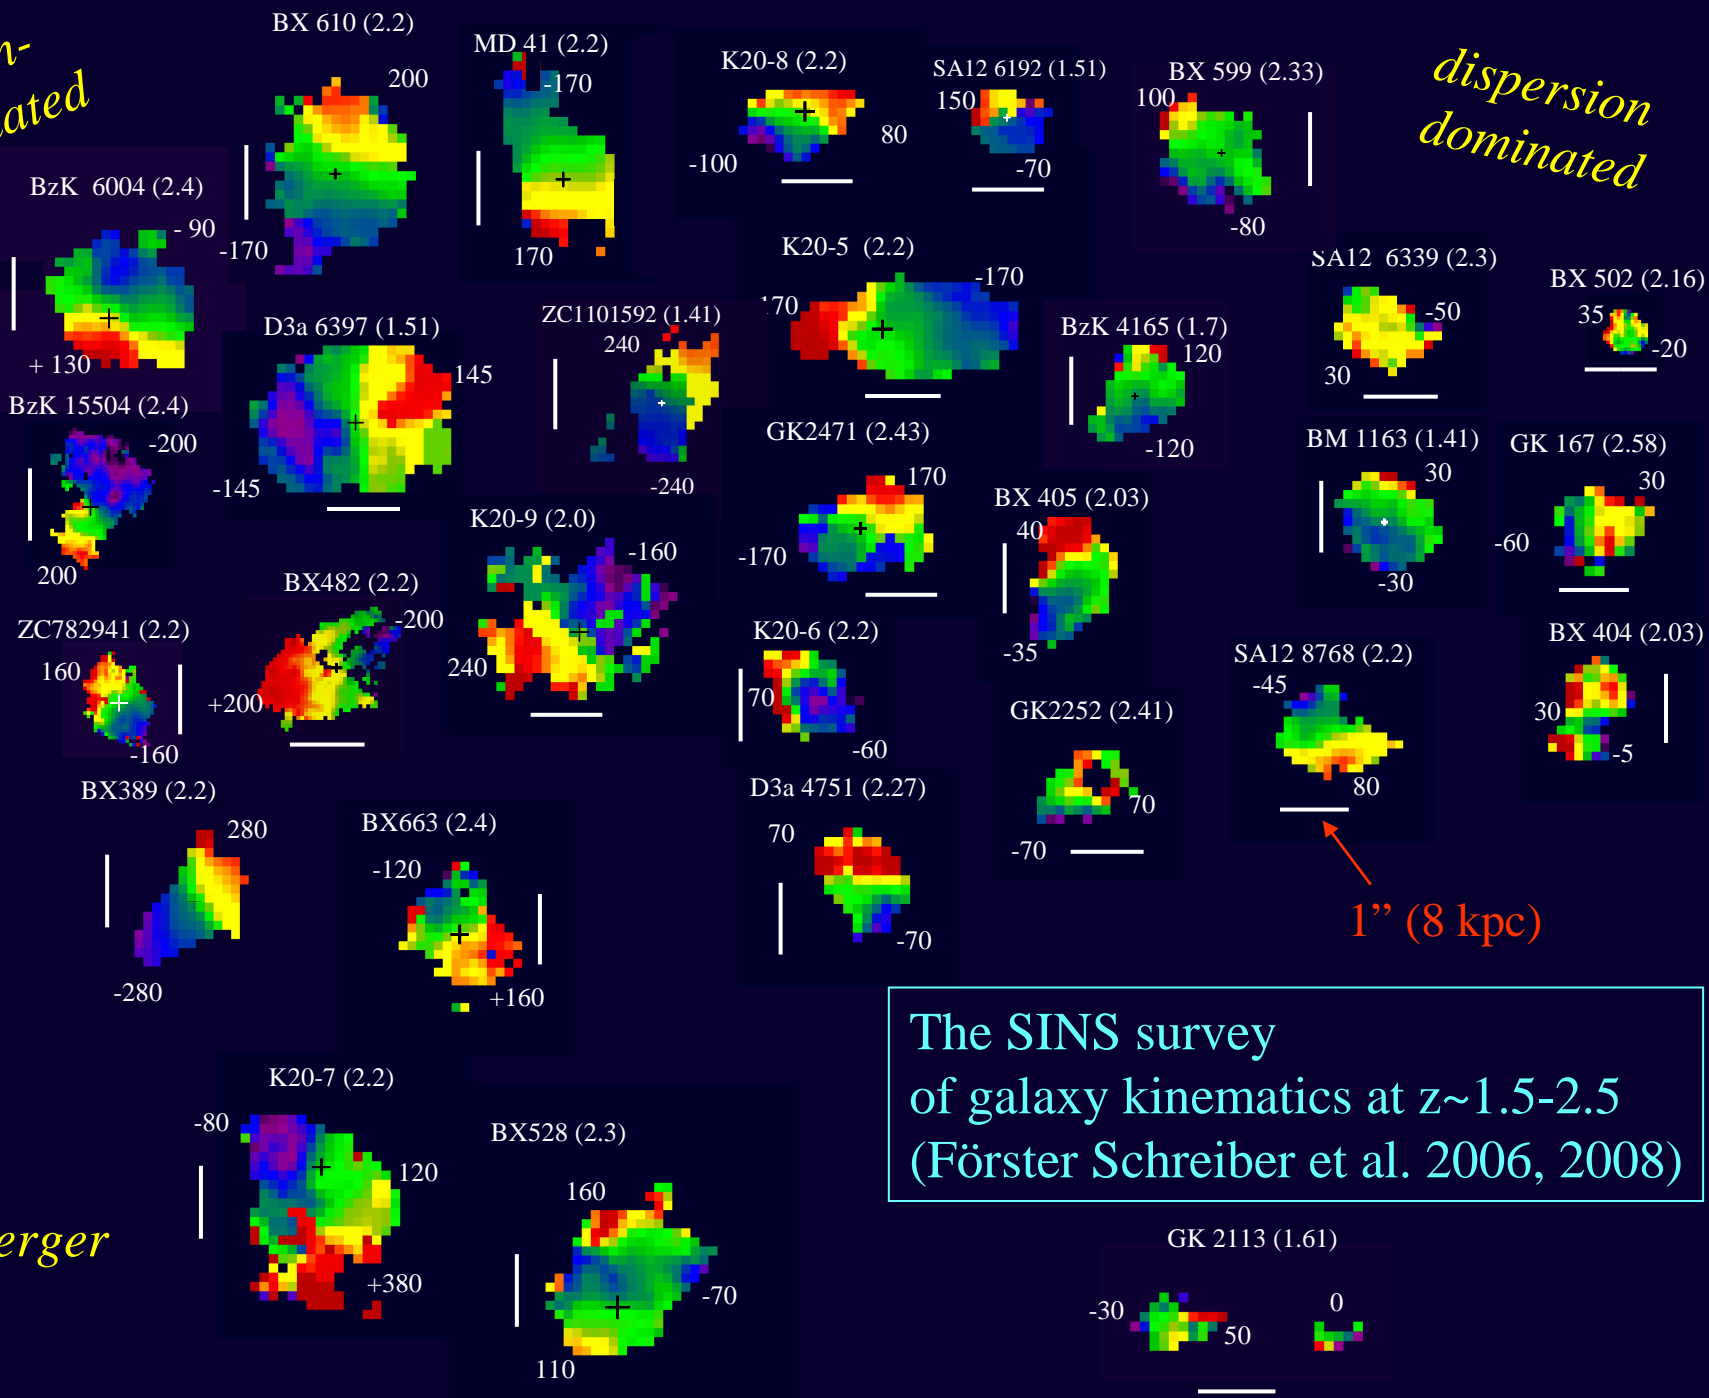 n-
ated
dispersion
dominated
BX 610 (2.2)
200
-170
MD 41 (2.2)
-170
170
K20-8 (2.2)
80
-100
SA12 6192 (1.51)
150
-70
BX 599 (2.33)
100
-80
BzK 6004 (2.4)
- 90
+ 130
K20-5 (2.2)
-170
170
SA12 6339 (2.3)
-50
30
BX 502 (2.16)
35
-20
D3a 6397 (1.51)
145
-145
ZC1101592 (1.41)
240
-240
BzK 4165 (1.7)
120
-120
BzK 15504 (2.4)
-200
200
GK2471 (2.43)
170
-170
BM 1163 (1.41)
30
-30
GK 167 (2.58)
30
-60
BX 405 (2.03)
40
-35
K20-9 (2.0)
-160
240
BX482 (2.2)
-200
+200
ZC782941 (2.2)
160
-160
K20-6 (2.2)
70
-60
SA12 8768 (2.2)
-45
80
BX 404 (2.03)
30
-5
GK2252 (2.41)
70
-70
BX389 (2.2)
280
-280
BX663 (2.4)
-120
+160
D3a 4751 (2.27)
70
-70
1” (8 kpc)
The SINS survey
of galaxy kinematics at z~1.5-2.5
(Förster Schreiber et al. 2006, 2008)
K20-7 (2.2)
-80
120
+380
BX528 (2.3)
160
-70
110
erger
GK 2113 (1.61)
-30
50
0